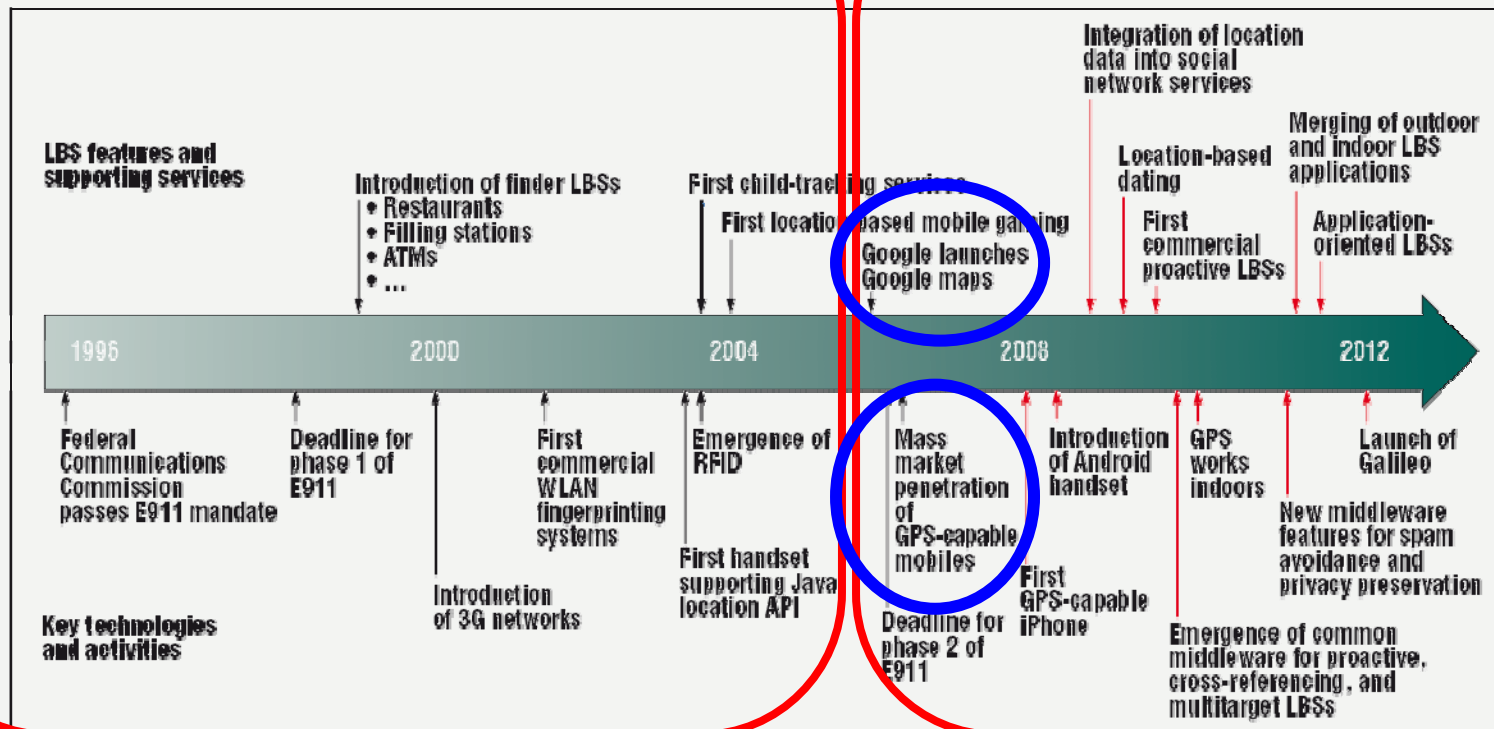 Integration of location
data into social
network services
Merging of outdoor
and indoor LBS
applications
LBS features and
supporting services
Location-based
dating
Introduction of finder LBSs
• Restaurants
• Filling stations
• ATMs
• ...
First child-tracking services
First location-based mobile gaming
Google launches
Google maps
First
commercial
proactive LBSs
Application-
oriented LBSs
1996 2000 2004 2008 2012
Federal
Communications
Commission
passes E911 mandate
Deadline for
phase 1 of
E911
First
commercial
WLAN
fingerprinting
systems
Emergence of
RFID
Mass
market
penetration
of
GPS-capable
mobiles
Introduction
of Android
handset
GPS
works
indoors
Launch of
Galileo
New middleware
features for spam
avoidance and
privacy preservation
First handset
supporting Java
location API
Introduction
of 3G networks
First
GPS-capable
iPhone
Key technologies
and activities
Deadline for
phase 2 of
E911
Emergence of common
middleware for proactive,
cross-referencing, and
multitarget LBSs